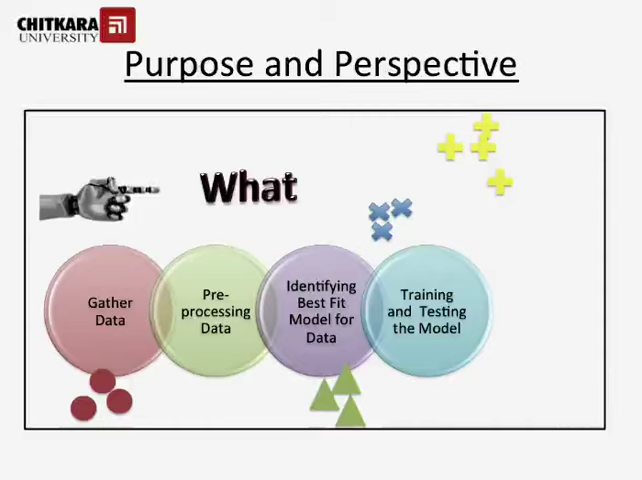 CHITKARA
UNIVERSITY
Purpose and Perspective
What
Gather
Data
Pre-
processing
Data
Identifying
Best Fit
Model for
Data
Training
and Testing
the Model